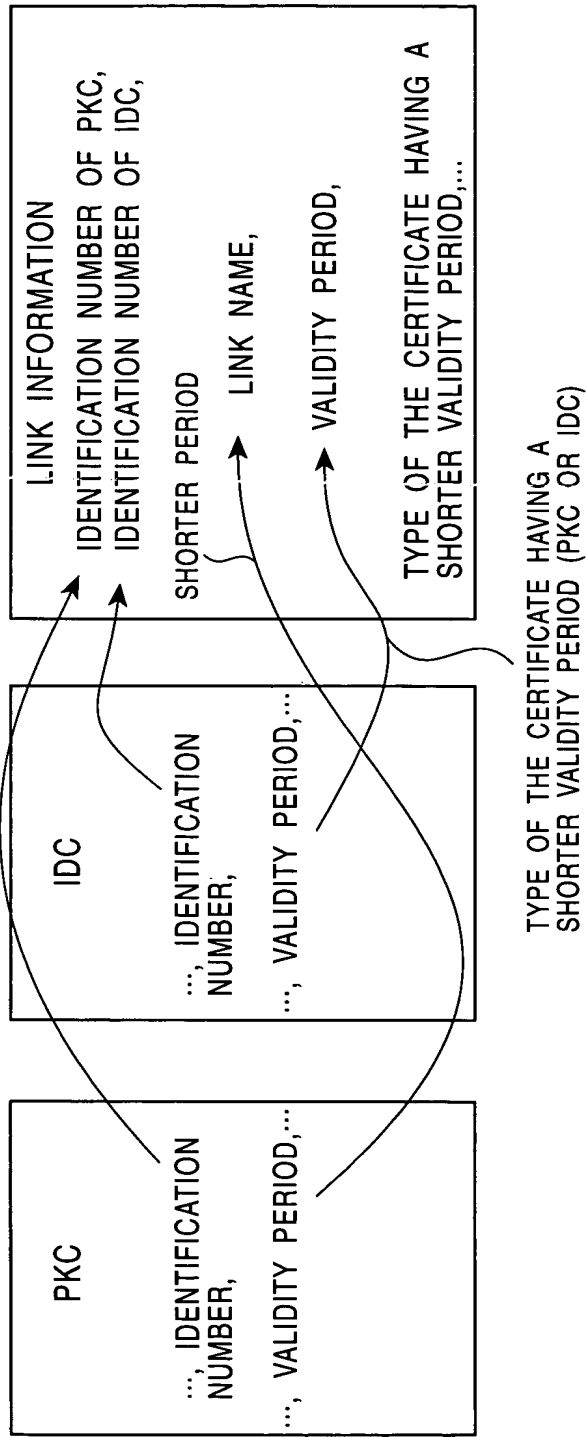 PKC
…, IDENTIFICATION
NUMBER,
…, VALIDITY PERIOD,…
IDC
…, IDENTIFICATION
NUMBER,
…, VALIDITY PERIOD,…
LINK INFORMATION
IDENTIFICATION NUMBER OF PKC,
IDENTIFICATION NUMBER OF IDC,
SHORTER PERIOD
LINK NAME,
VALIDITY PERIOD,
TYPE OF THE CERTIFICATE HAVING A
SHORTER VALIDITY PERIOD,…
TYPE OF THE CERTIFICATE HAVING A
SHORTER VALIDITY PERIOD (PKC OR IDC)